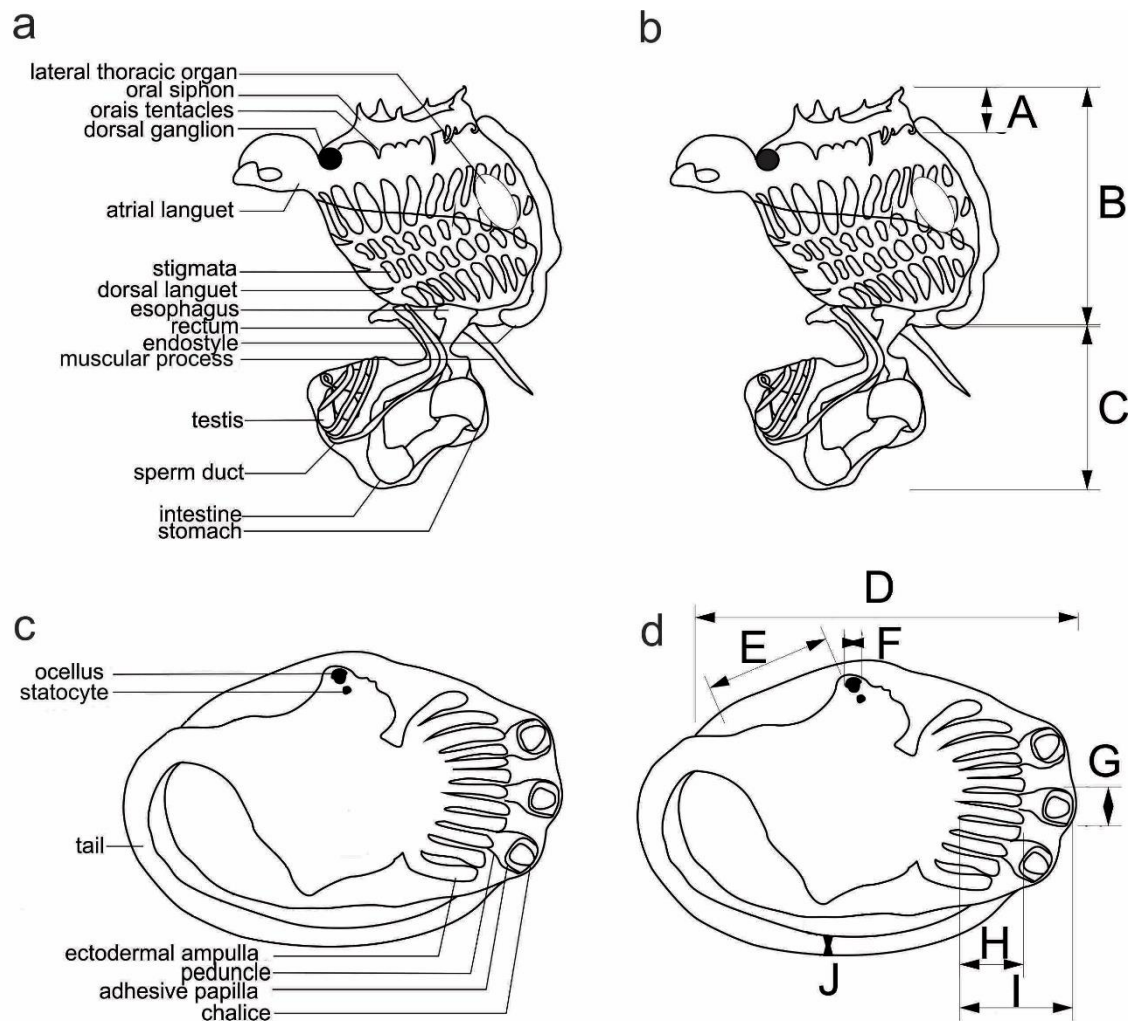 a
lateral thoracic organ
oral siphon
orais tentacles
dorsal ganglion
atrial languet
stigmata
dorsal languet
esophagus
rectum
endostyle
muscular process
testis
sperm duct
intestine
stomach
b
A
B
C
c
ocellus
statocyte
tail
ectodermal ampulla
peduncle
adhesive papilla
chalice
d
D
E
F
G
H
I
J